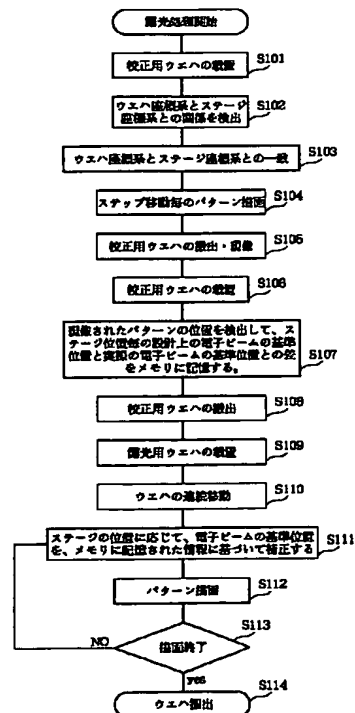 露光処理開始
S101
校正用ウエハの載置
S102
ウエハ座標系とステージ
座標系との関係を検出
S103
ウエハ座標系とステージ座標系との一致
S104
ステップ移動毎のパターン描画
S105
校正用ウエハの搬出・現像
S106
校正用ウエハの載置
現像されたパターンの位置を検出して、ス
テージ位置毎の設計上の電子ビームの基準
位置と実際の電子ビームの基準位置との差
をメモリに記憶する。
S107
S108
校正用ウエハの搬出
S109
露光用ウエハの載置
S110
ウエハの連続移動
ステージの位置に応じて、電子ビームの基準位置
を、メモリに記憶された情報に基づいて補正する
S111
S112
パターン描画
S113
NO
描画終了
yes
S114
ウエハ搬出